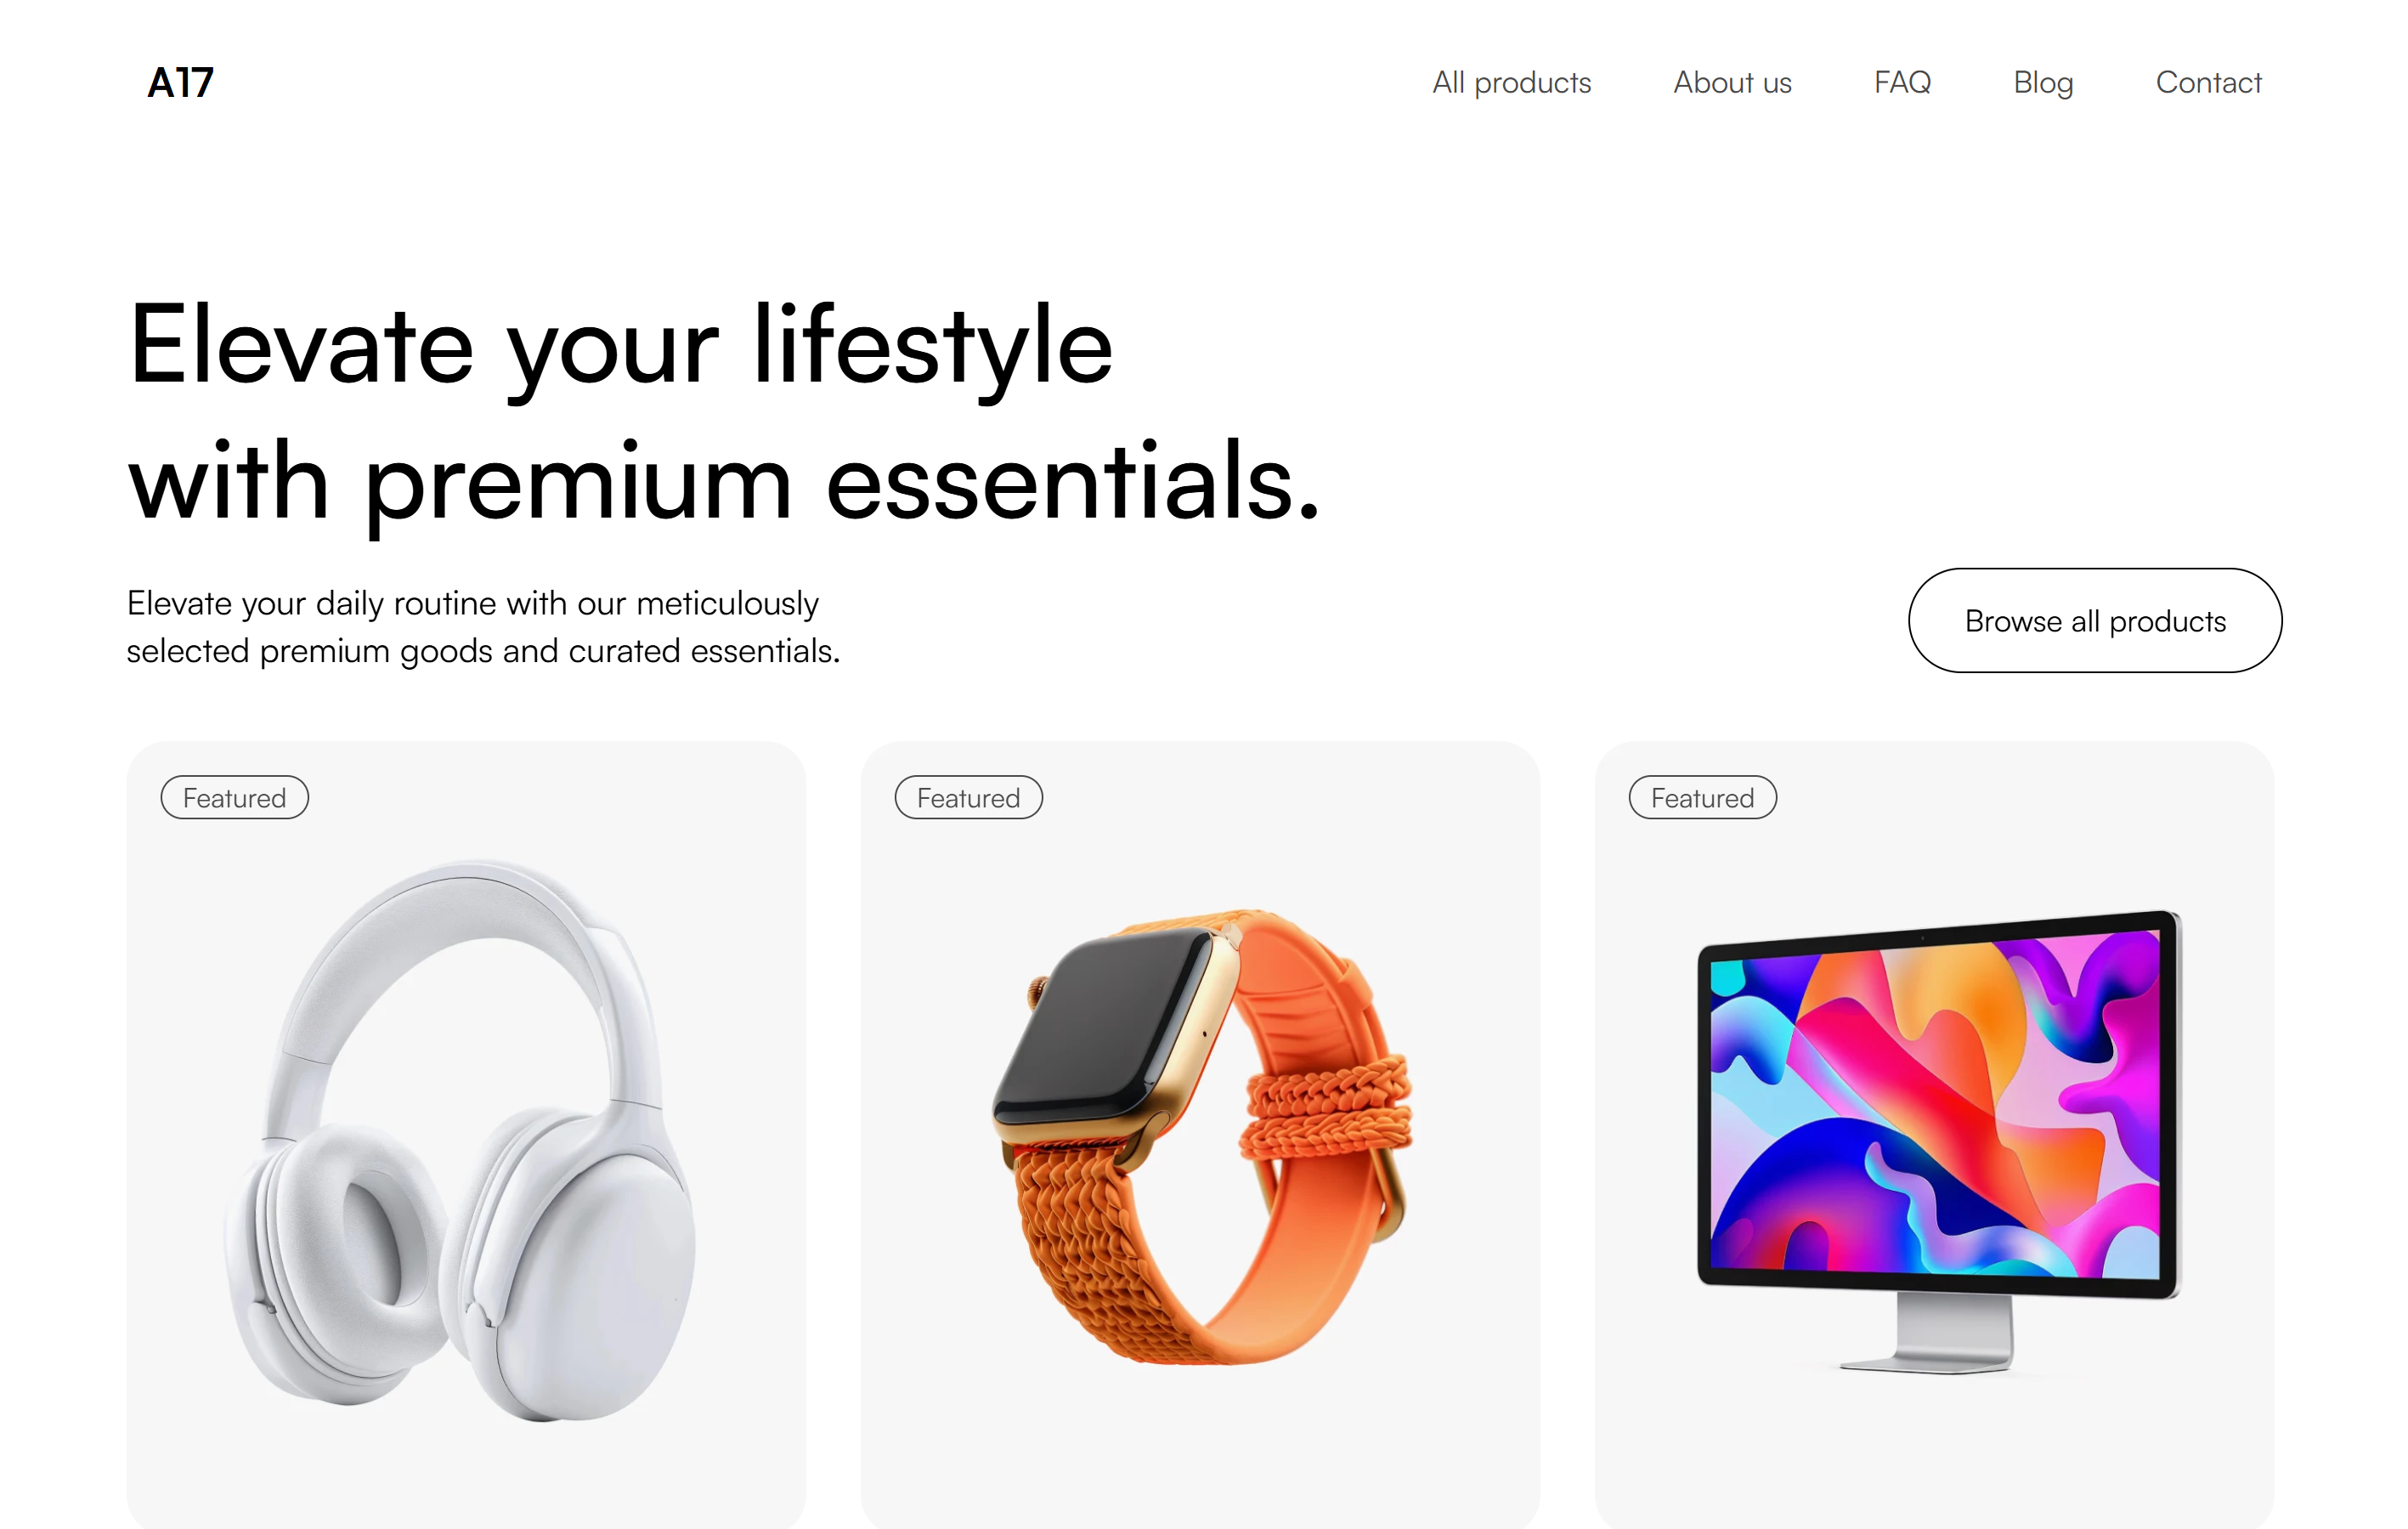 A17
All products
About us
FAQ
Blog
Contact
Elevate your lifestyle
with premium essentials.
Elevate your daily routine with our meticulously
selected premium goods and curated essentials.
Browse all products
Featured
Featured
Featured